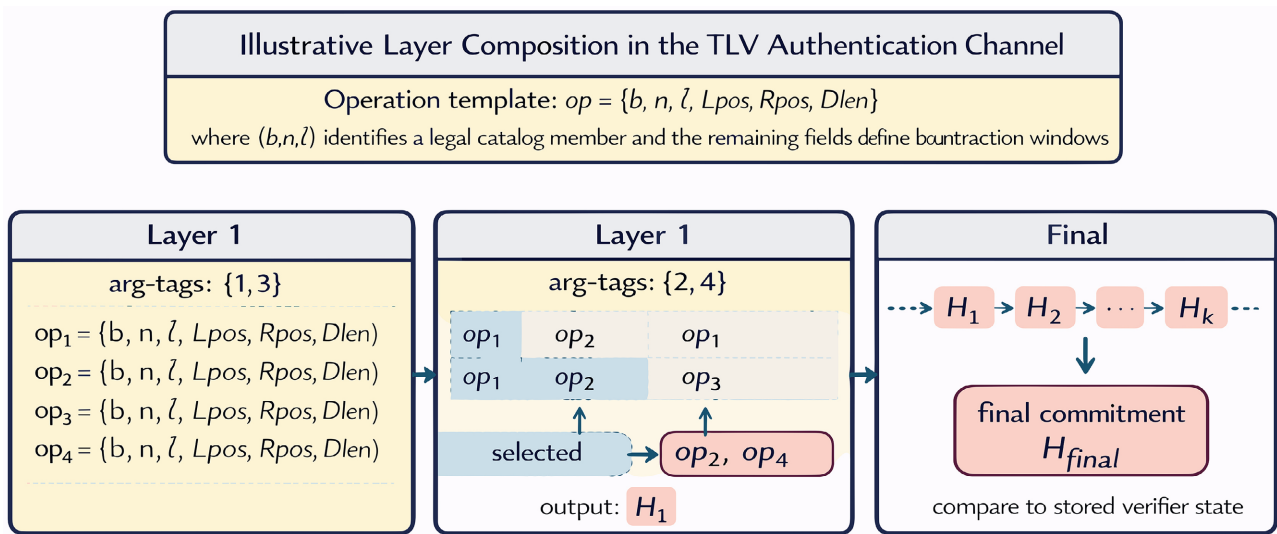 Illustrative Layer Composition in the TLV Authentication Channel
Operation template: op = {b, n, l, Lpos, Rpos, Dlen}
where (b,n,l) identifies a legal catalog member and the remaining fields define bountraction windows
Layer 1
arg-tags: {1, 3}
op₁ = {b, n, l, Lpos, Rpos, Dlen)
op₂ = {b, n, l, Lpos, Rpos, Dlen)
op₃ = {b, n, l, Lpos, Rpos, Dlen)
op₄ = {b, n, l, Lpos, Rpos, Dlen)
Layer 1
arg-tags: {2, 4}
op₁ op₂ op₁
op₁ op₂ op₃
selected op₂, op₄
output: H₁
Final
H₁ H₂ ... Hₖ
final commitment
H_final
compare to stored verifier state